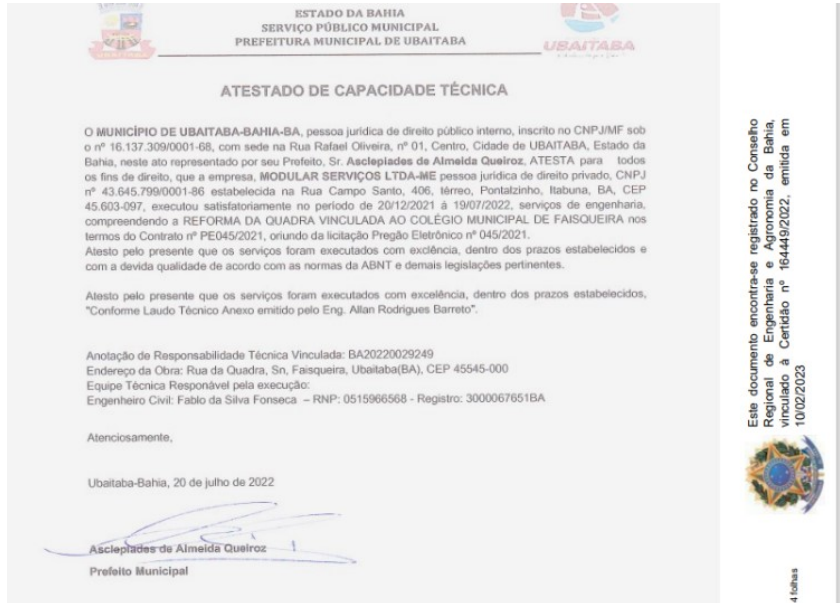 ESTADO DA BAHIA
SERVIÇO PÚBLICO MUNICIPAL
PREFEITURA MUNICIPAL DE UBAITABA
UBAITABA
UBAITABA
ATESTADO DE CAPACIDADE TÉCNICA
O MUNICÍPIO DE UBAITABA-BAHIA-BA, pessoa jurídica de direito público interno, inscrito no CNPJ/MF sob
o nº 16.137.309/0001-68, com sede na Rua Rafael Oliveira, nº 01, Centro, Cidade de UBAITABA, Estado da
Bahia, neste ato representado por seu Prefeito, Sr. Asclepiades de Almeida Queiroz, ATESTA para todos
os fins de direito, que a empresa, MODULAR SERVIÇOS LTDA-ME pessoa jurídica de direito privado, CNPJ
nº 43.645.799/0001-86 estabelecida na Rua Campo Santo, 406, térreo, Pontalzinho, Itabuna, BA, CEP
45.603-097, executou satisfatoriamente no período de 20/12/2021 à 19/07/2022, serviços de engenharia,
compreendendo a REFORMA DA QUADRA VINCULADA AO COLÉGIO MUNICIPAL DE FAISQUEIRA nos
termos do Contrato nº PE045/2021, oriundo da licitação Pregão Eletrônico nº 045/2021.
Atesto pelo presente que os serviços foram executados com exclência, dentro dos prazos estabelecidos e
com a devida qualidade de acordo com as normas da ABNT e demais legislações pertinentes.
Atesto pelo presente que os serviços foram executados com excelência, dentro dos prazos estabelecidos,
"Conforme Laudo Técnico Anexo emitido pelo Eng. Allan Rodrigues Barreto".
Anotação de Responsabilidade Técnica Vinculada: BA20220029249
Endereço da Obra: Rua da Quadra, Sn, Faisqueira, Ubaitaba(BA), CEP 45545-000
Equipe Técnica Responável pela execução:
Engenheiro Civil: Fablo da Silva Fonseca – RNP: 0515966568 - Registro: 3000067651BA
Atenciosamente,
Ubaitaba-Bahia, 20 de julho de 2022
Asclepiades de Almeida Queiroz
Prefeito Municipal
Este documento encontra-se registrado no Conselho
Regional de Engenharia e Agronomia da Bahia,
vinculado à Certidão nº 164449/2022, emitida em
10/02/2023
4 folhas